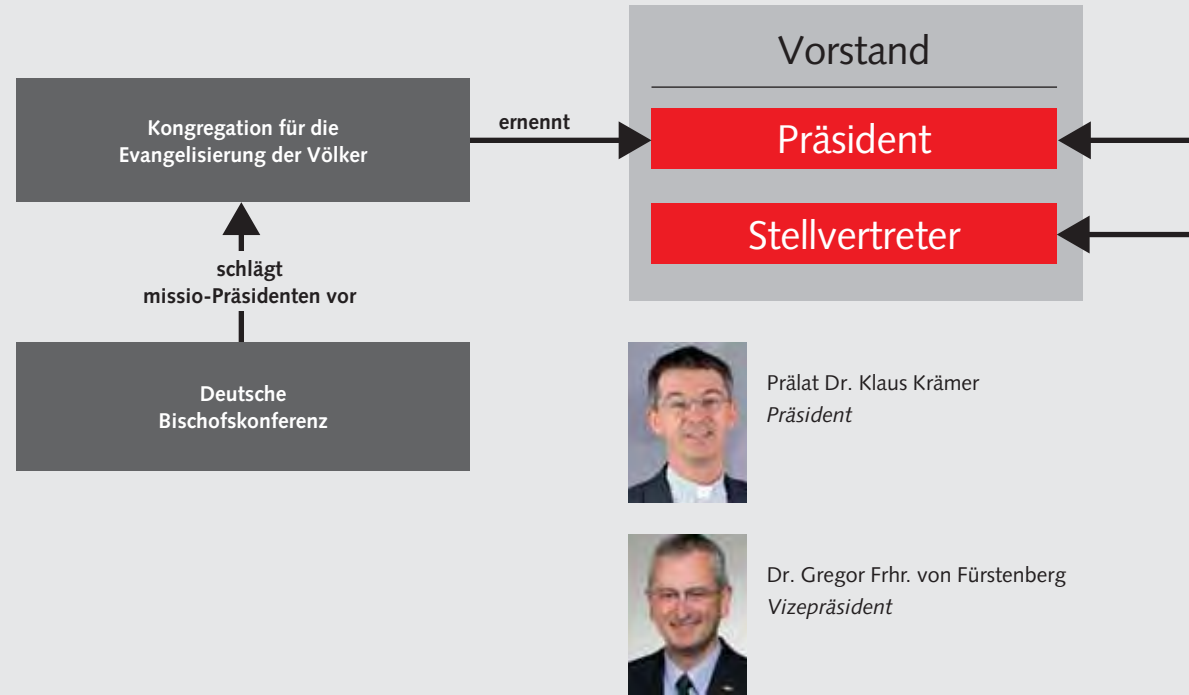 Vorstand
Kongregation für die
Evangelisierung der Völker
ernennt
Präsident
Stellvertreter
schlägt
missio-Präsidenten vor
Deutsche
Bischofskonferenz
Prälat Dr. Klaus Krämer
Präsident
Dr. Gregor Frhr. von Fürstenberg
Vizepräsident